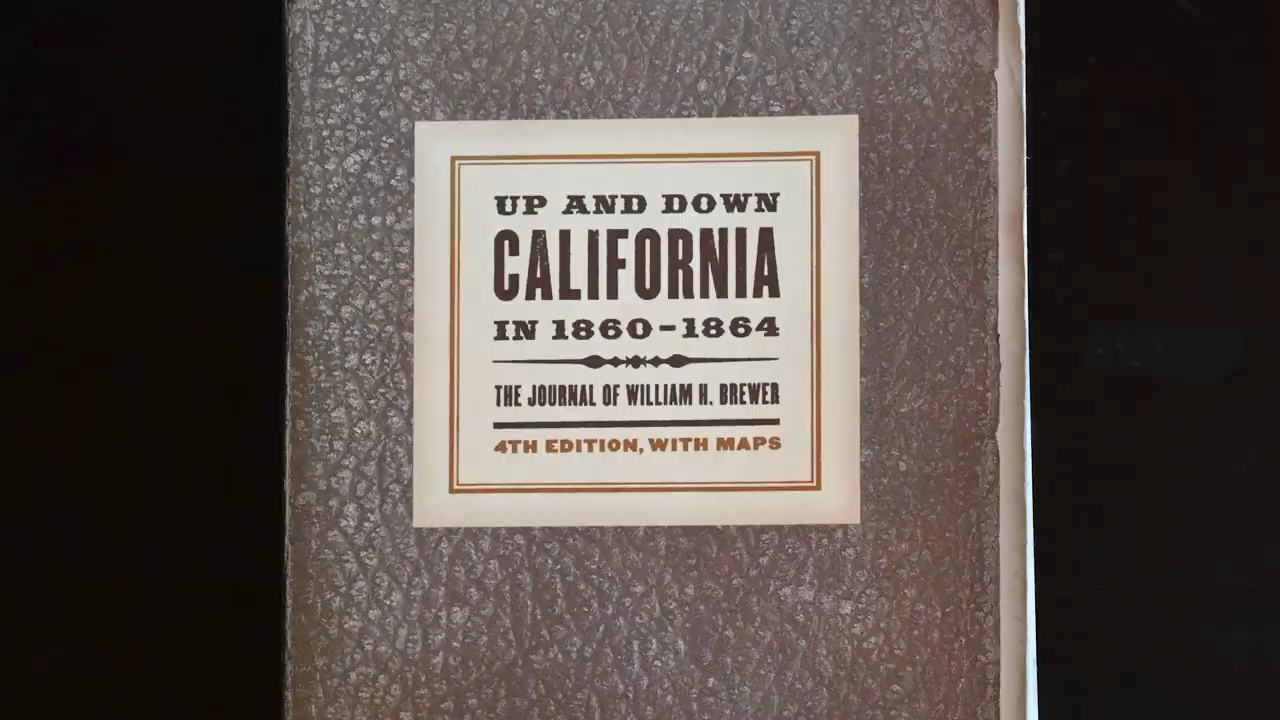 UP AND DOWN
CALIFORNIA
IN 1860-1864
THE JOURNAL OF WILLIAM H. BREWER
4TH EDITION, WITH MAPS